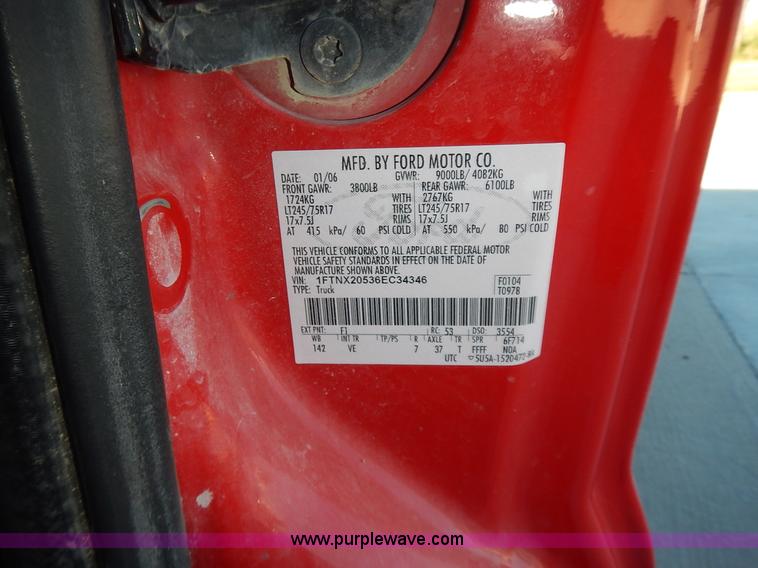 MFD. BY FORD MOTOR CO.
DATE: 01/06 GVWR: 9000LB/ 4082KG
FRONT GAWR: 3800LB REAR GAWR: 6100LB
1724KG WITH 2767KG WITH
LT245/75R17 TIRES LT245/75R17 TIRES
17x7.5J RIMS 17x7.5J RIMS
AT 415 kPa/ 60 PSI COLD AT 550 kPa/ 80 PSI COLD
THIS VEHICLE CONFORMS TO ALL APPLICABLE FEDERAL MOTOR
VEHICLE SAFETY STANDARDS IN EFFECT ON THE DATE OF
MANUFACTURE SHOWN ABOVE.
VIN: 1FTNX20536EC34346 F0104
TYPE: Truck T0978
EXT PNT: F1 RC: 53 DSO: 3554
WB INT TR TP/PS R AXLE TR SPR 6F714
142 VE 7 37 T FFFF NOA
UTC 5U5A-1520472-BA
www.purplewave.com